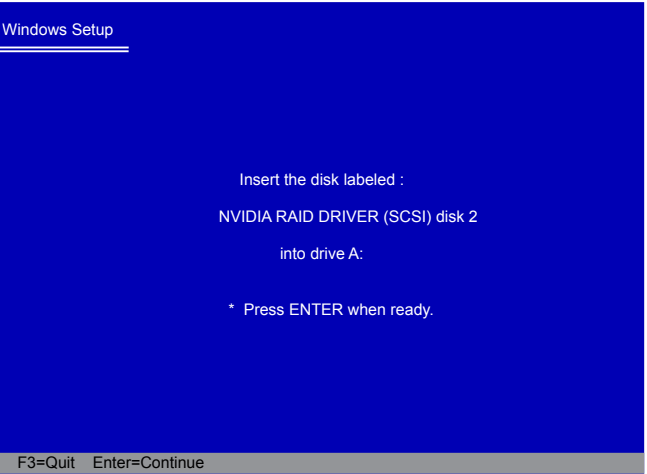 Windows Setup
Insert the disk labeled :
NVIDIA RAID DRIVER (SCSI) disk 2
into drive A:
* Press ENTER when ready.
F3=Quit Enter=Continue